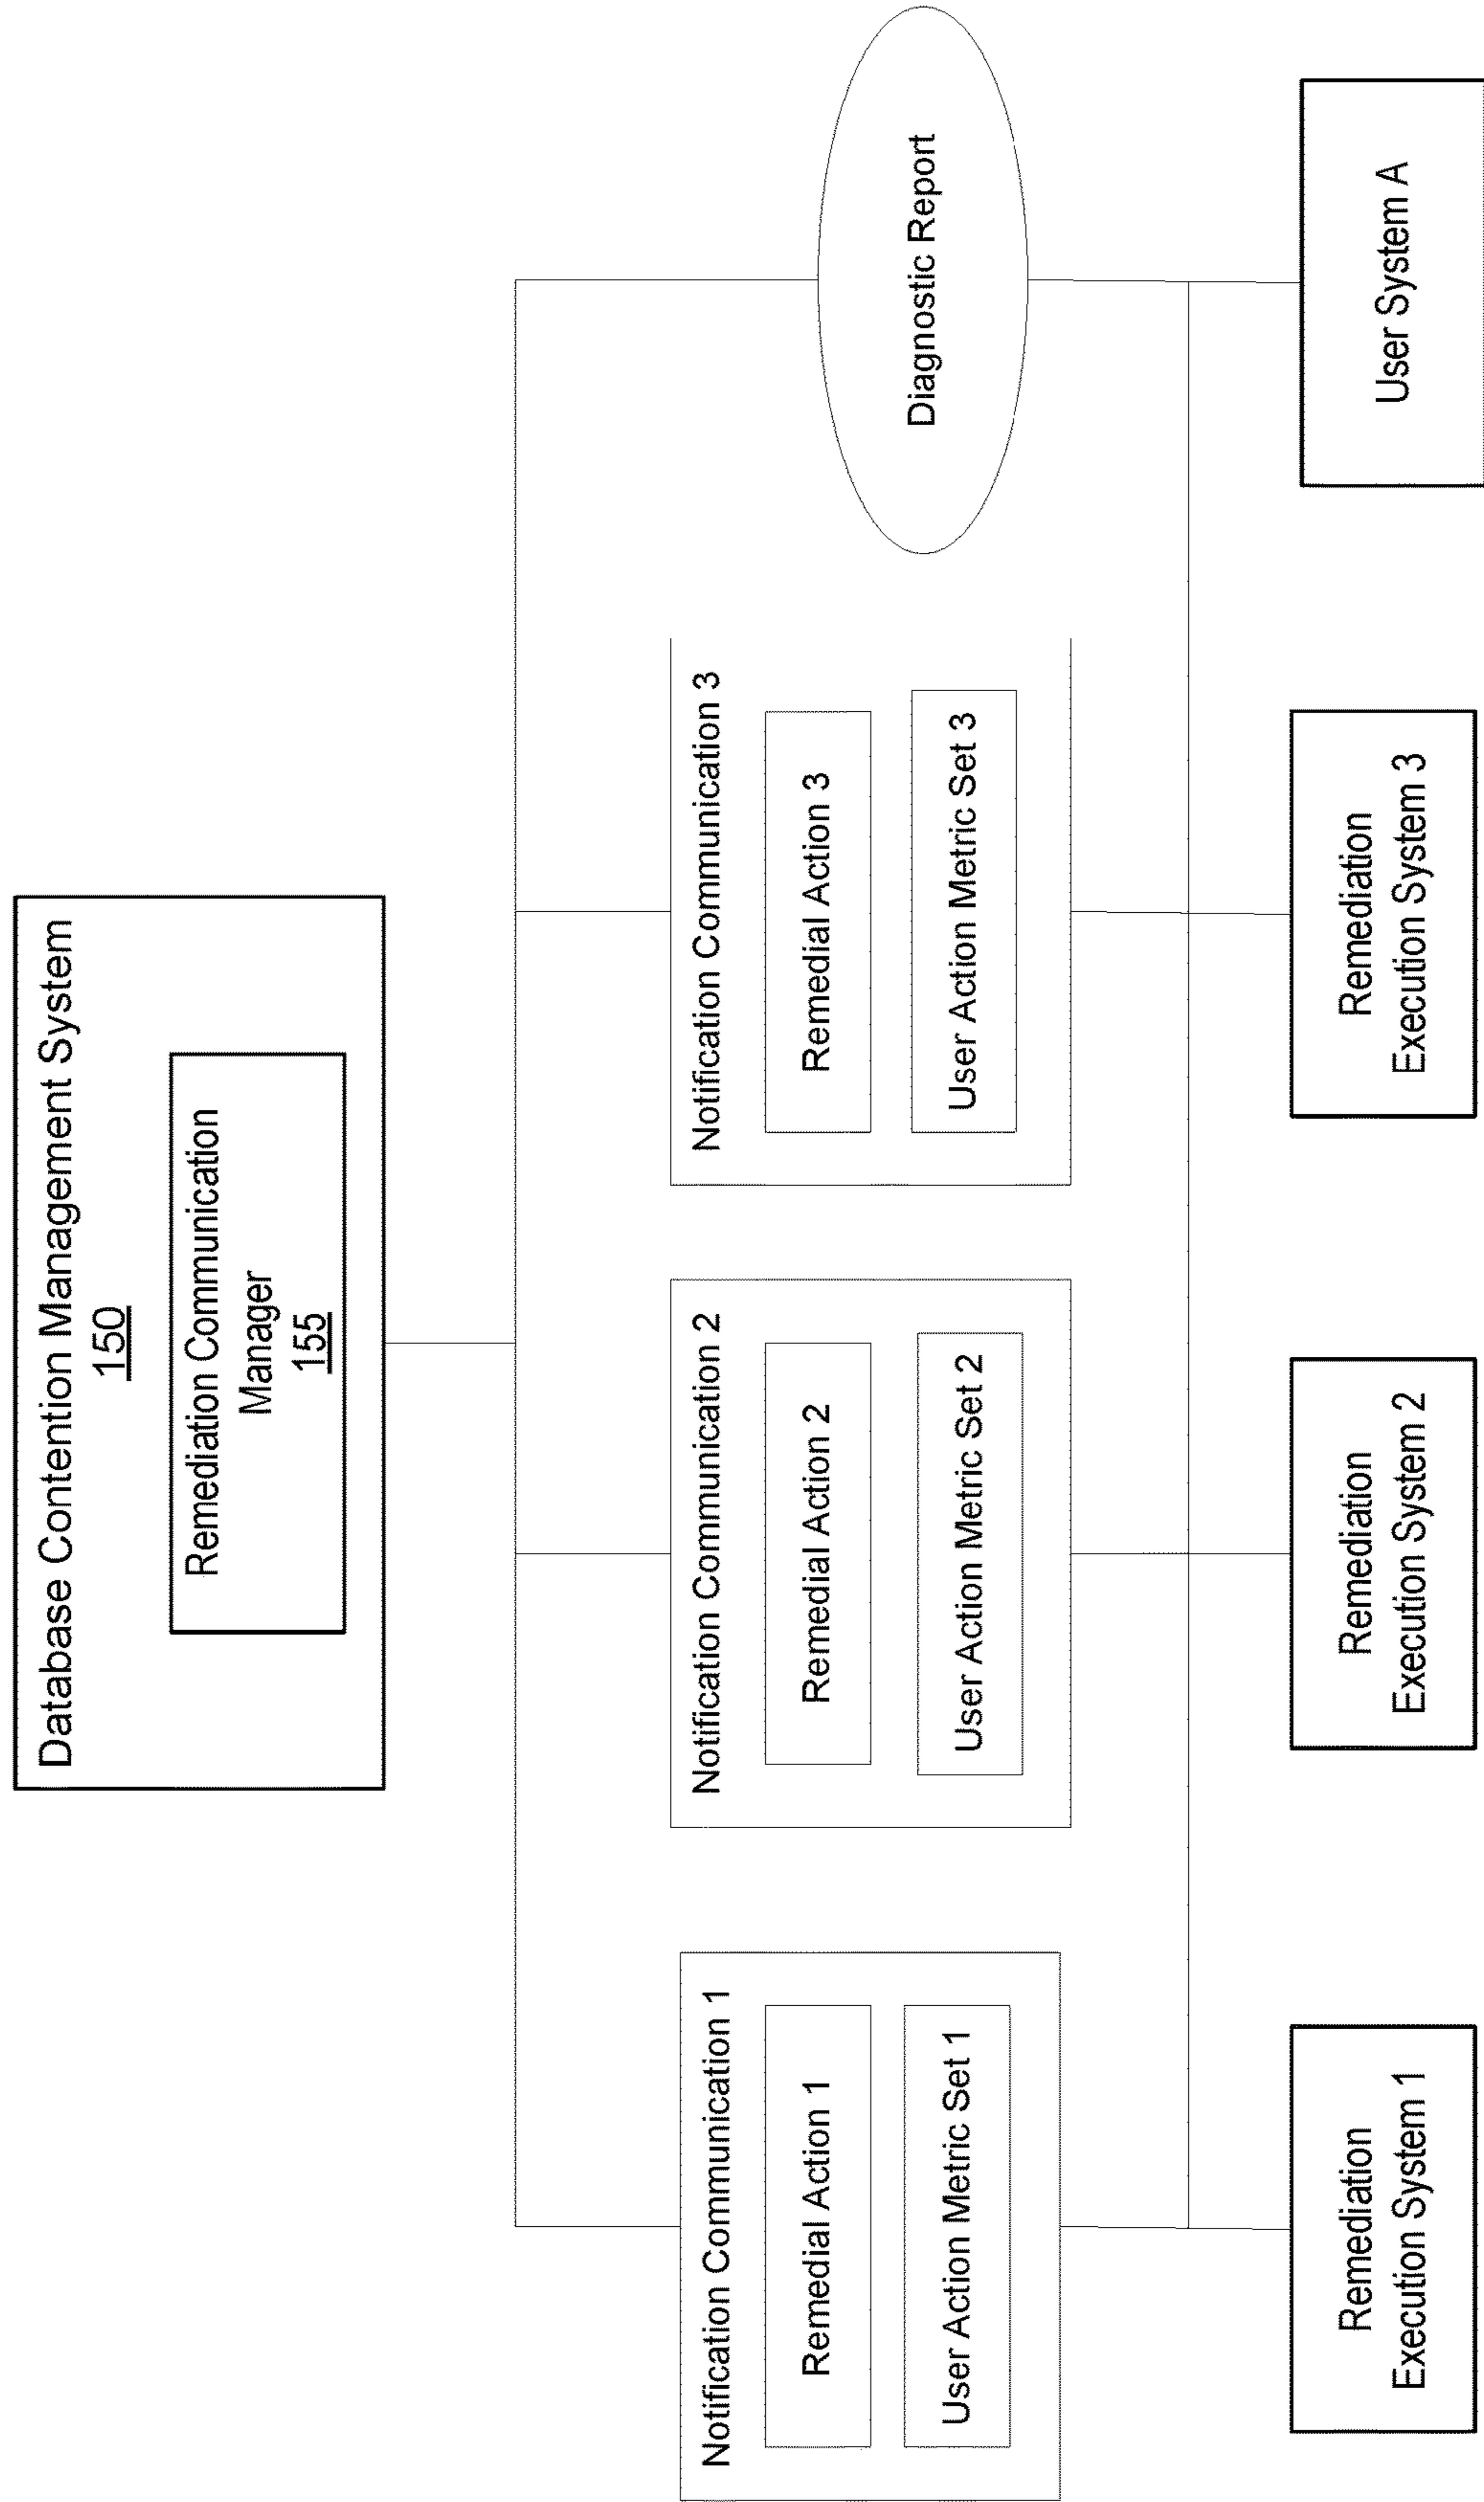 Database Contention Management System
150
Remediation Communication
Manager
155
Notification Communication 1
Remedial Action 1
User Action Metric Set 1
Notification Communication 2
Remedial Action 2
User Action Metric Set 2
Notification Communication 3
Remedial Action 3
User Action Metric Set 3
Diagnostic Report
Remediation
Execution System 1
Remediation
Execution System 2
Remediation
Execution System 3
User System A